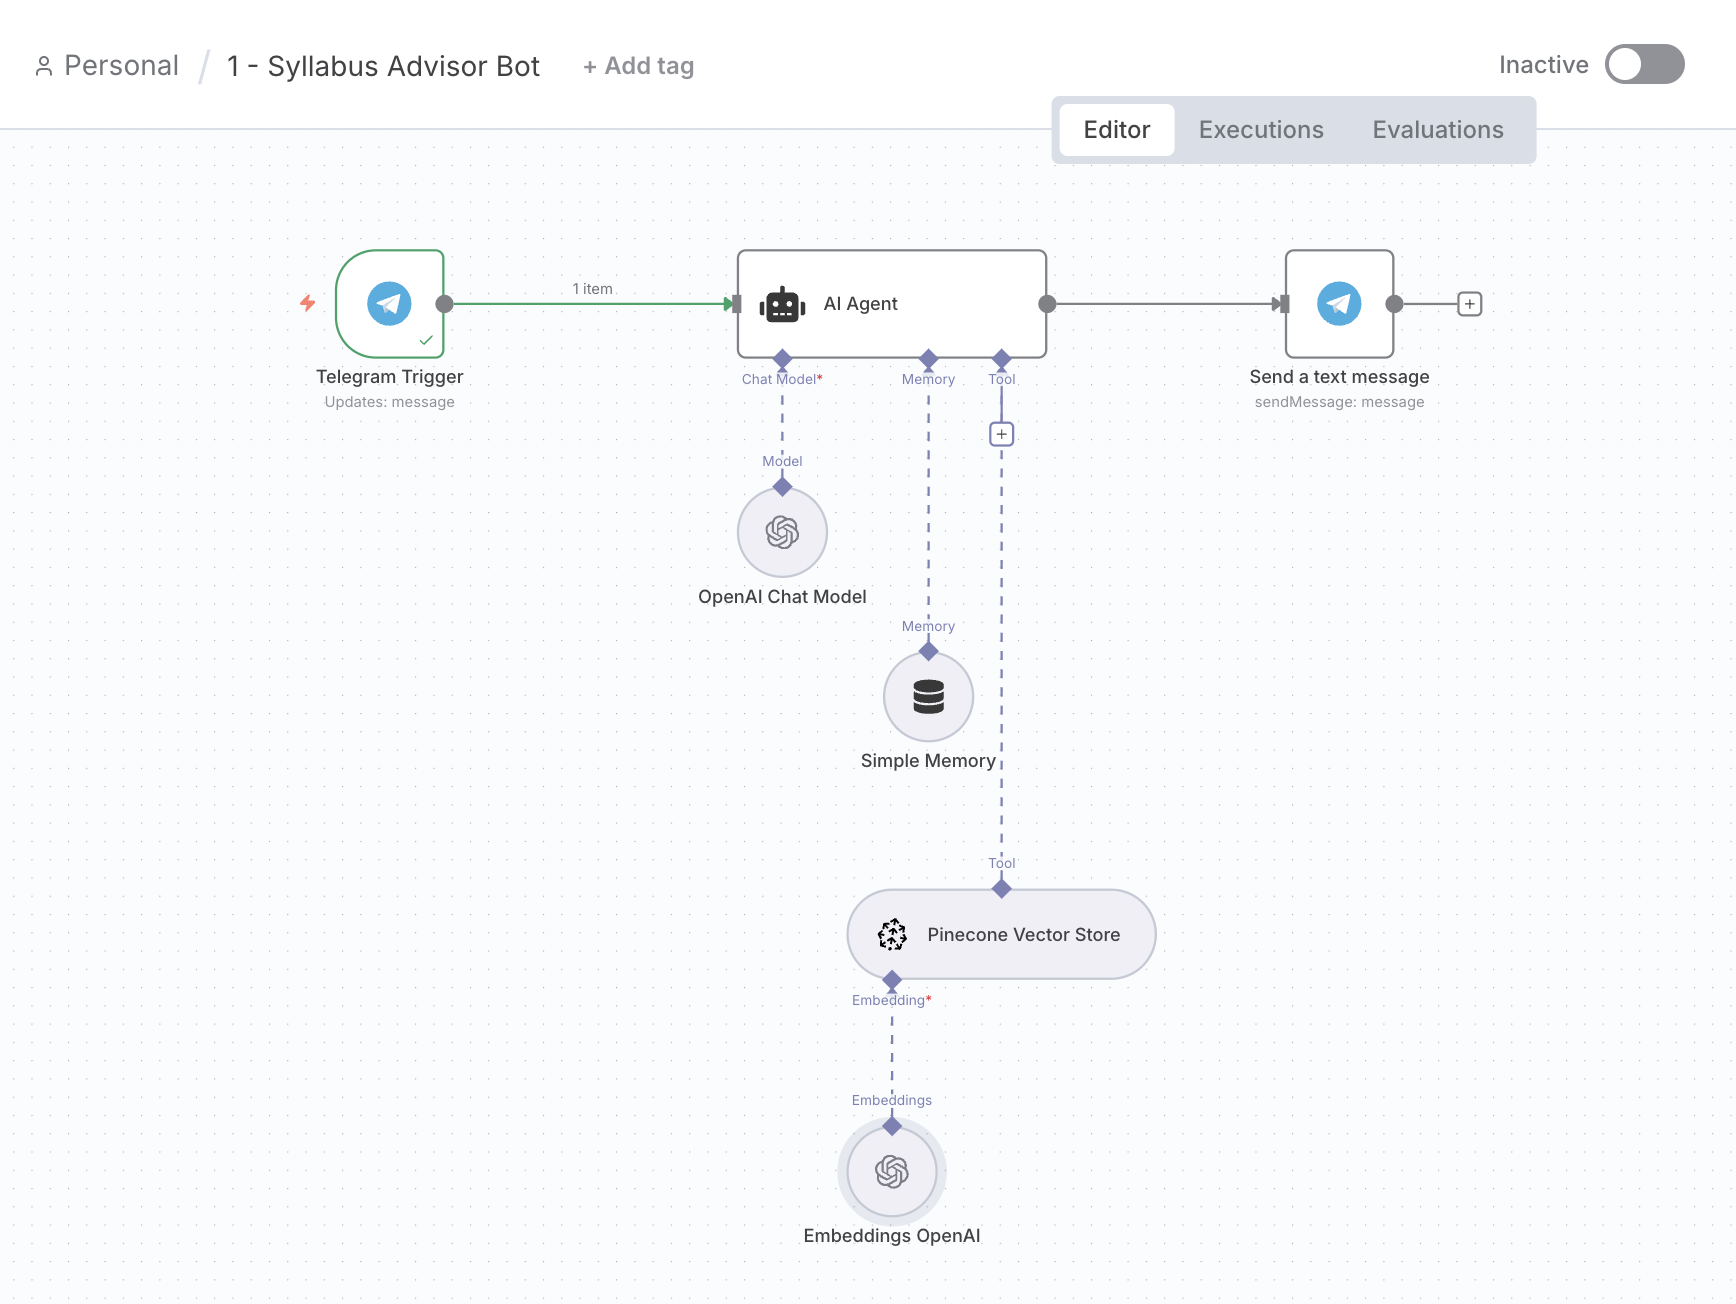 Personal / 1 - Syllabus Advisor Bot + Add tag
Inactive
Editor Executions Evaluations
1 item
AI Agent
Telegram Trigger
Updates: message
Send a text message
sendMessage: message
Chat Model* Memory Tool
+
+
Model
OpenAI Chat Model
Memory
Simple Memory
Tool
Pinecone Vector Store
Embedding*
Embeddings
Embeddings OpenAI